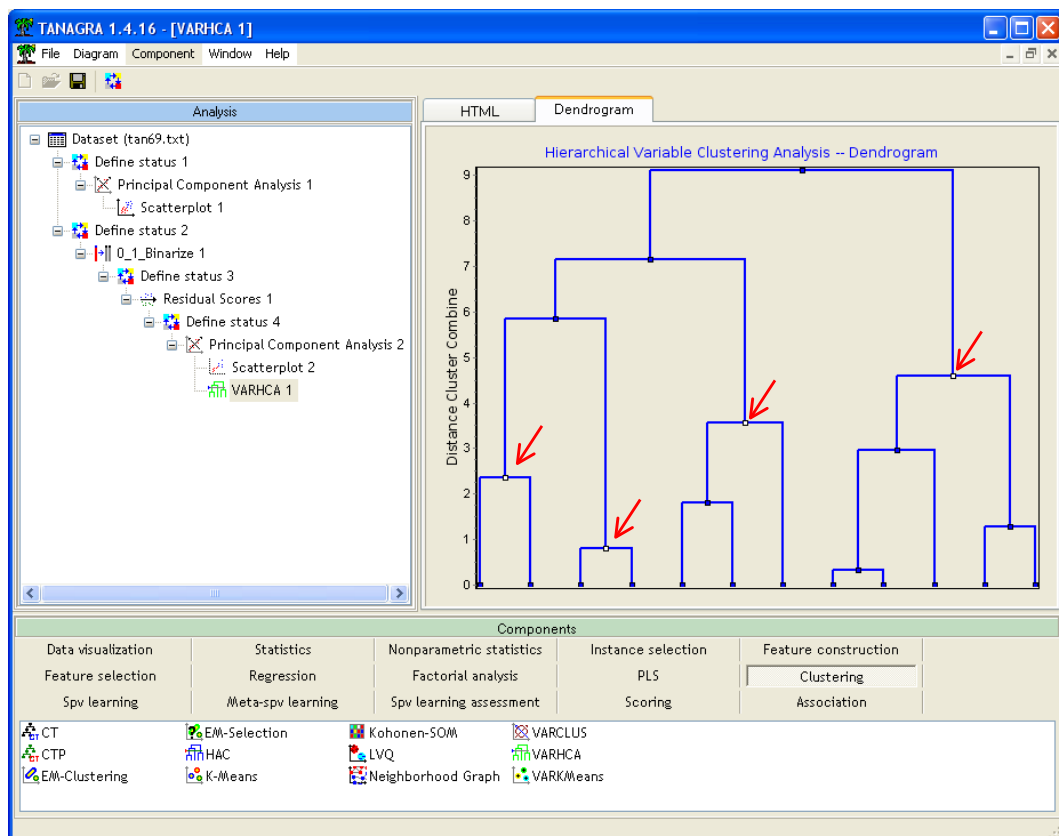 TANAGRA 1.4.16 - [VARHCA 1]
File Diagram Component Window Help
Analysis
Dataset (tan69.txt)
Define status 1
Principal Component Analysis 1
Scatterplot 1
Define status 2
0_1_Binarize 1
Define status 3
Residual Scores 1
Define status 4
Principal Component Analysis 2
Scatterplot 2
VARHCA 1
HTML Dendrogram
Hierarchical Variable Clustering Analysis -- Dendrogram
Distance Cluster Combine
9
8
7
6
5
4
3
2
1
0
Components
Data visualization Statistics Nonparametric statistics Instance selection Feature construction
Feature selection Regression Factorial analysis PLS Clustering
Spv learning Meta-spv learning Spv learning assessment Scoring Association
CT EM-Selection Kohonen-SOM VARCLUS
CTP HAC LVQ VARHCA
EM-Clustering K-Means Neighborhood Graph VARKMeans